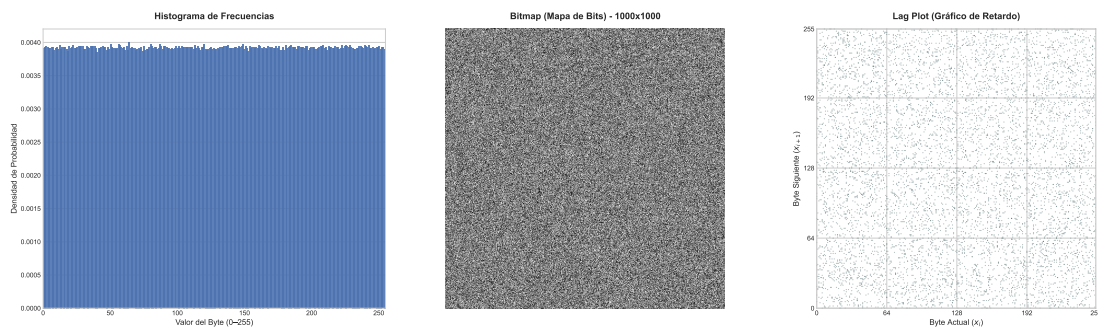 Histograma de Frecuencias
Densidad de Probabilidad
0.0040
0.0035
0.0030
0.0025
0.0020
0.0015
0.0010
0.0005
0.0000
0 50 100 150 200 250
Valor del Byte (0–255)
Bitmap (Mapa de Bits) - 1000x1000
Lag Plot (Gráfico de Retardo)
Byte Siguiente (xᵢ₊₁)
255
192
128
64
0
0 64 128 192 25
Byte Actual (xᵢ)